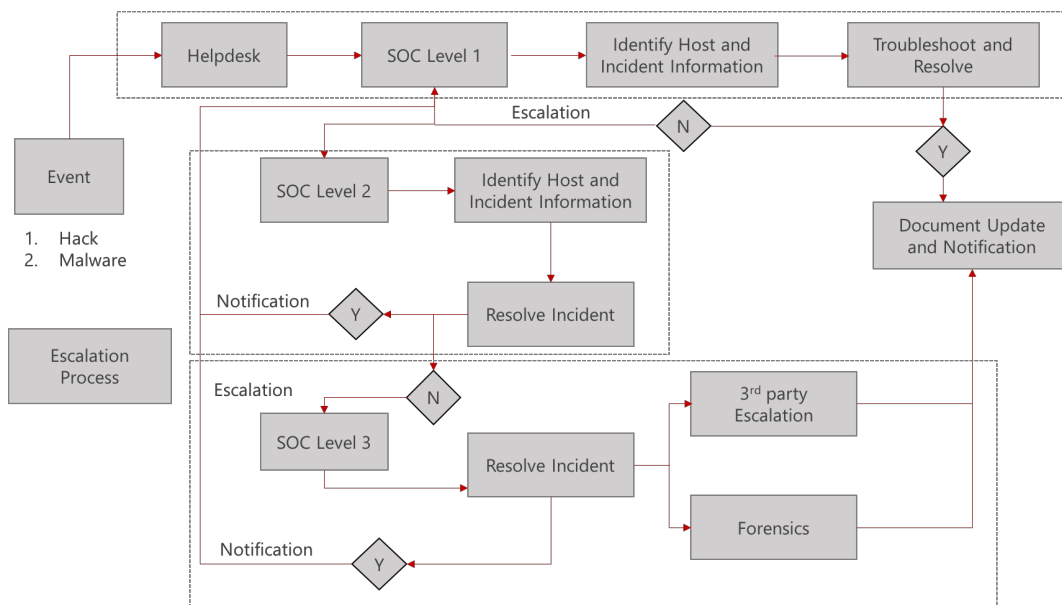 Helpdesk
SOC Level 1
Identify Host and
Incident Information
Troubleshoot and
Resolve
Escalation
N
Y
Event
1. Hack
2. Malware
SOC Level 2
Identify Host and
Incident Information
Document Update
and Notification
Notification
Y
Resolve Incident
Escalation
Process
Escalation
N
SOC Level 3
Resolve Incident
3rd party
Escalation
Forensics
Notification
Y